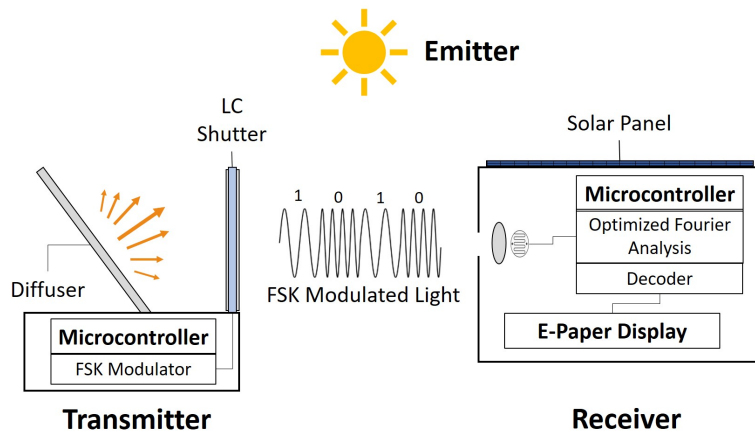 Emitter
LC
Shutter
Solar Panel
1 0 1 0
Microcontroller
Optimized Fourier
Analysis
Decoder
Diffuser
FSK Modulated Light
E-Paper Display
Microcontroller
FSK Modulator
Transmitter
Receiver